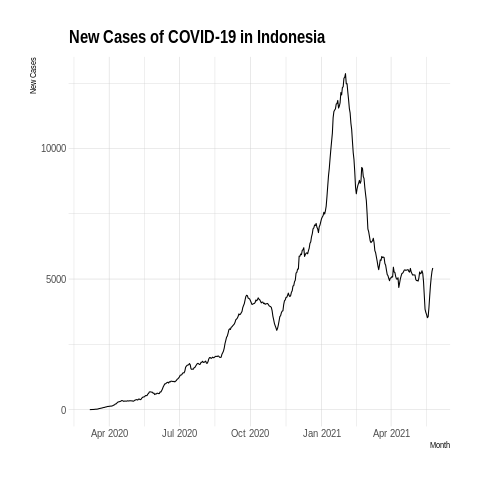 New Cases of COVID-19 in Indonesia
New Cases
10000
5000
0
Apr 2020 Jul 2020 Oct 2020 Jan 2021 Apr 2021
Month